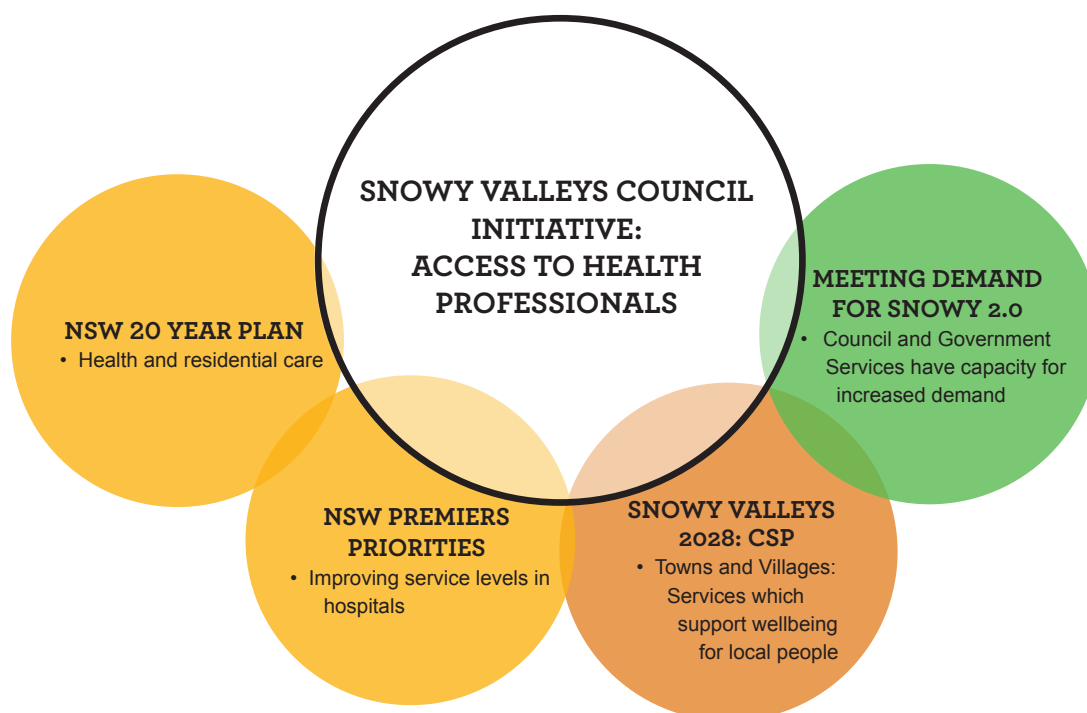 SNOWY VALLEYS COUNCIL
INITIATIVE:
ACCESS TO HEALTH
PROFESSIONALS
NSW 20 YEAR PLAN
• Health and residential care
NSW PREMIERS
PRIORITIES
• Improving service levels in
hospitals
SNOWY VALLEYS
2028: CSP
• Towns and Villages:
Services which
support wellbeing
for local people
MEETING DEMAND
FOR SNOWY 2.0
• Council and Government
Services have capacity for
increased demand